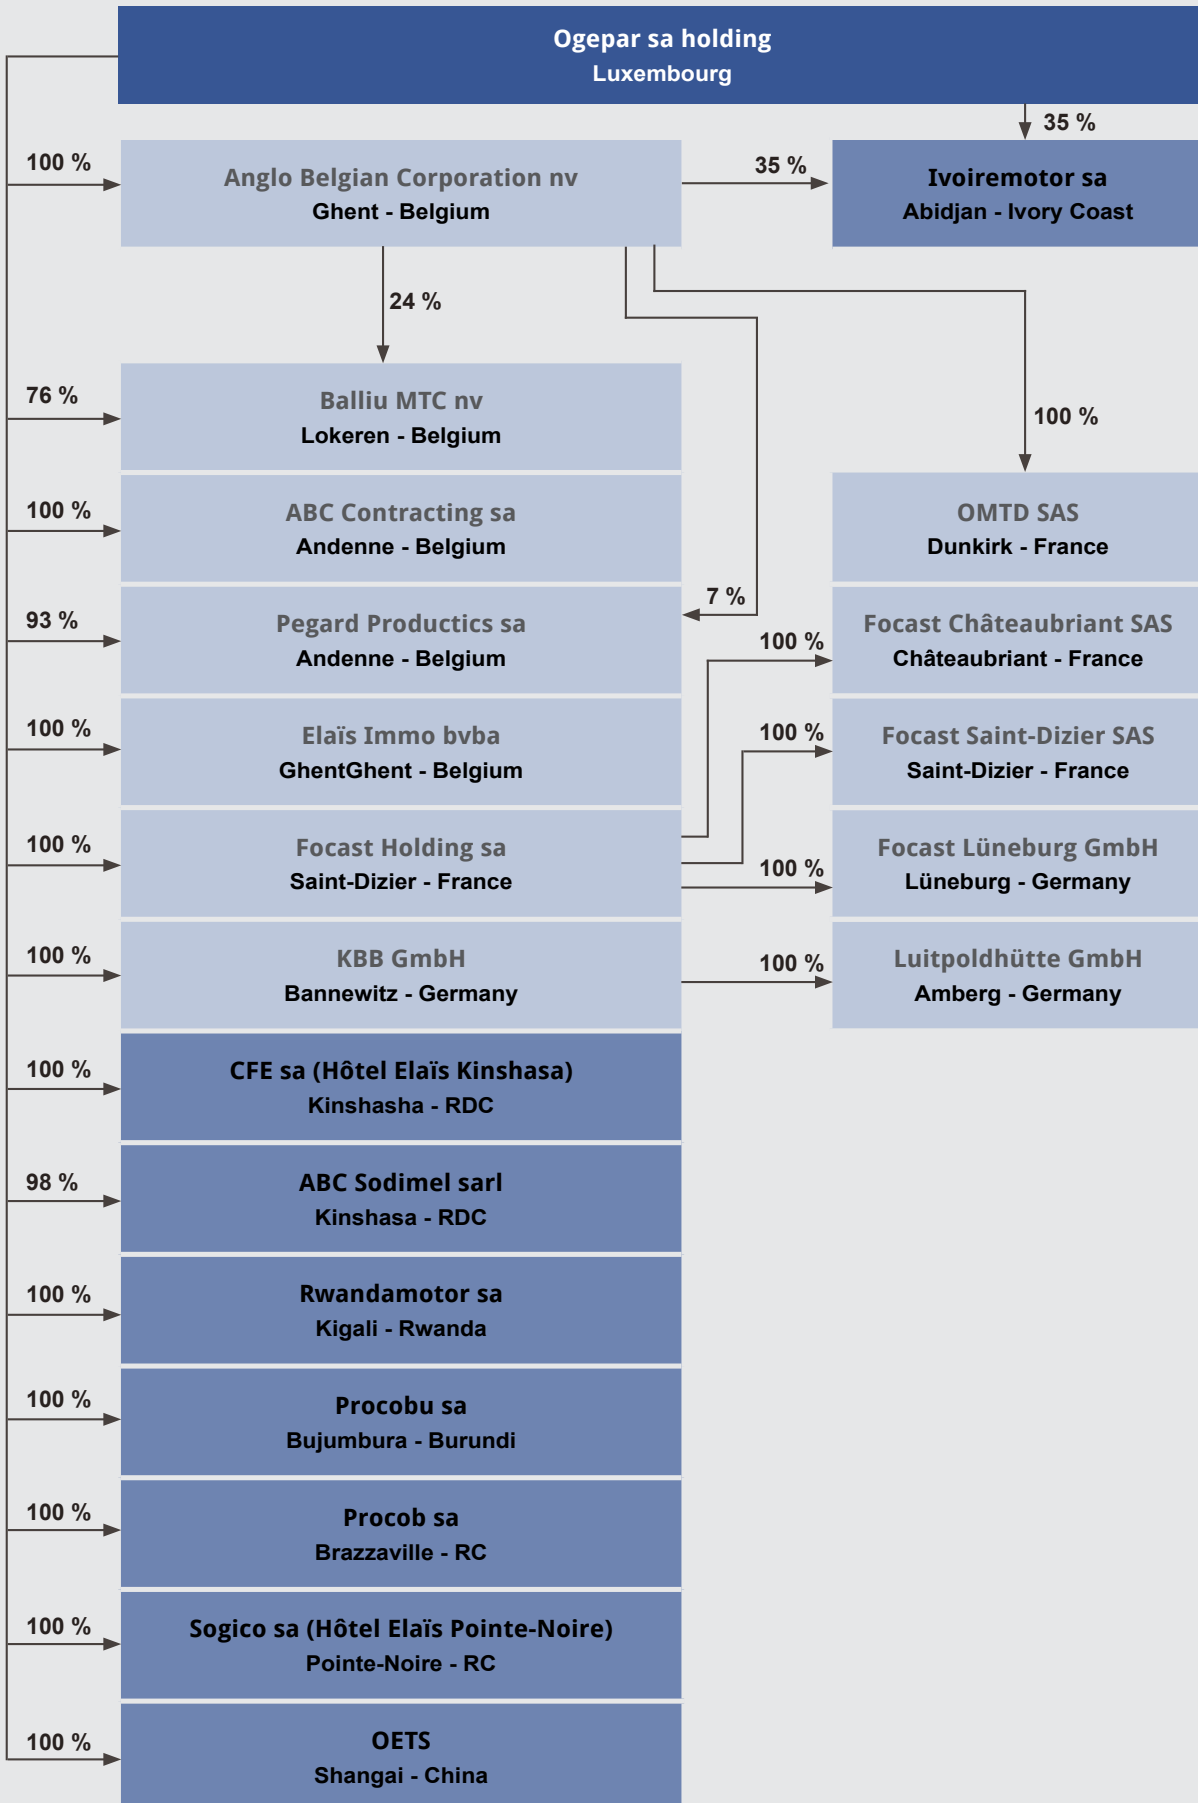 Ogepar sa holding
Luxembourg
35 %
100 %
Anglo Belgian Corporation nv
Ghent - Belgium
35 %
Ivoiremotor sa
Abidjan - Ivory Coast
24 %
76 %
Balliu MTC nv
Lokeren - Belgium
100 %
100 %
ABC Contracting sa
Andenne - Belgium
OMTD SAS
Dunkirk - France
93 %
Pegard Productics sa
Andenne - Belgium
7 %
100 %
Focast Châteaubriant SAS
Châteaubriant - France
100 %
Elaïs Immo bvba
GhentGhent - Belgium
100 %
Focast Saint-Dizier SAS
Saint-Dizier - France
100 %
Focast Holding sa
Saint-Dizier - France
100 %
Focast Lüneburg GmbH
Lüneburg - Germany
100 %
KBB GmbH
Bannewitz - Germany
100 %
Luitpoldhütte GmbH
Amberg - Germany
100 %
CFE sa (Hôtel Elaïs Kinshasa)
Kinshasha - RDC
98 %
ABC Sodimel sarl
Kinshasa - RDC
100 %
Rwandamotor sa
Kigali - Rwanda
100 %
Procobu sa
Bujumbura - Burundi
100 %
Procob sa
Brazzaville - RC
100 %
Sogico sa (Hôtel Elaïs Pointe-Noire)
Pointe-Noire - RC
100 %
OETS
Shangai - China